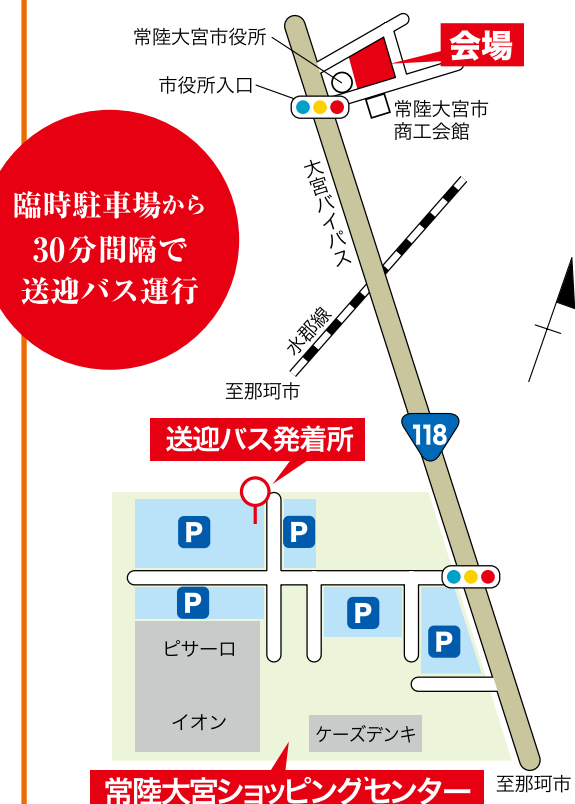 常陸大宮市役所
会場
市役所入口
常陸大宮市
商工会館
大宮バイパス
臨時駐車場から
30分間隔で
送迎バス運行
水郡線
至那珂市
118
送迎バス発着所
P
P
P
P
P
ピサーロ
イオン
ケーズデンキ
常陸大宮ショッピングセンター
至那珂市